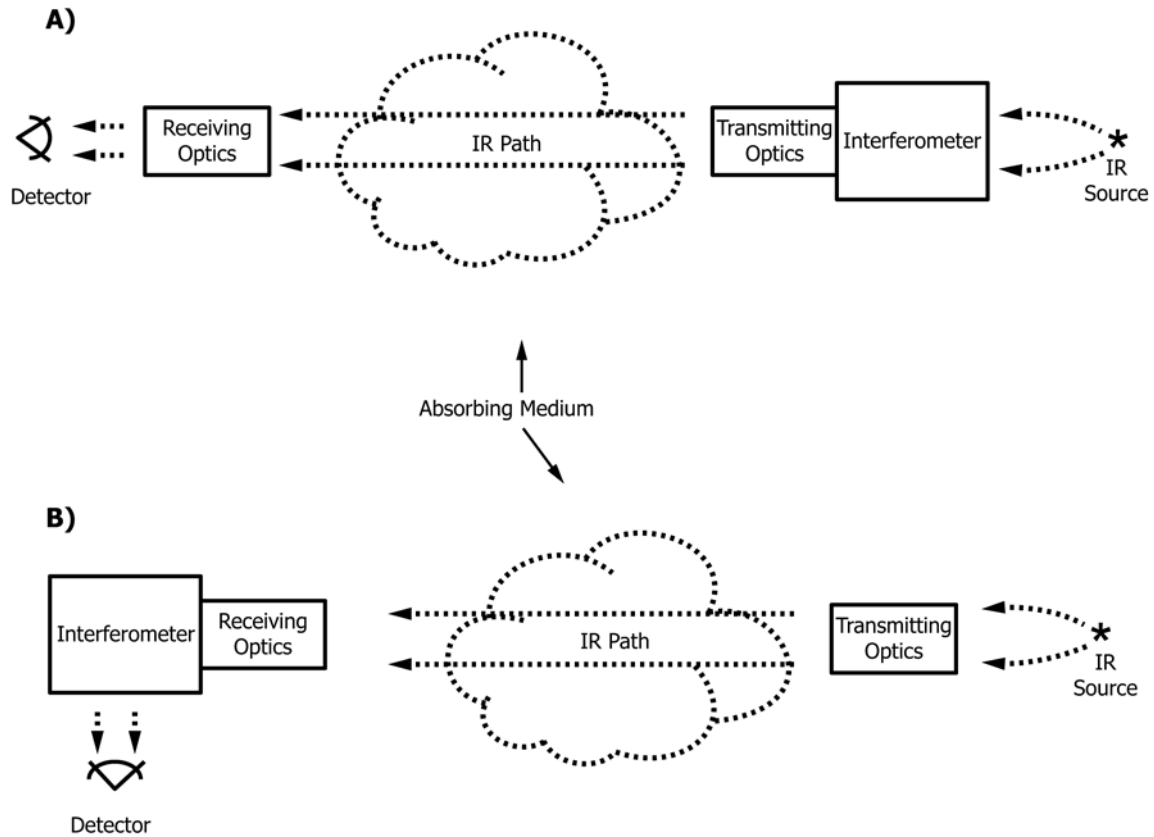 A)
Receiving
Optics
IR Path
Transmitting
Optics
Interferometer
IR
Source
Detector
Absorbing Medium
B)
Interferometer
Receiving
Optics
IR Path
Transmitting
Optics
IR
Source
Detector